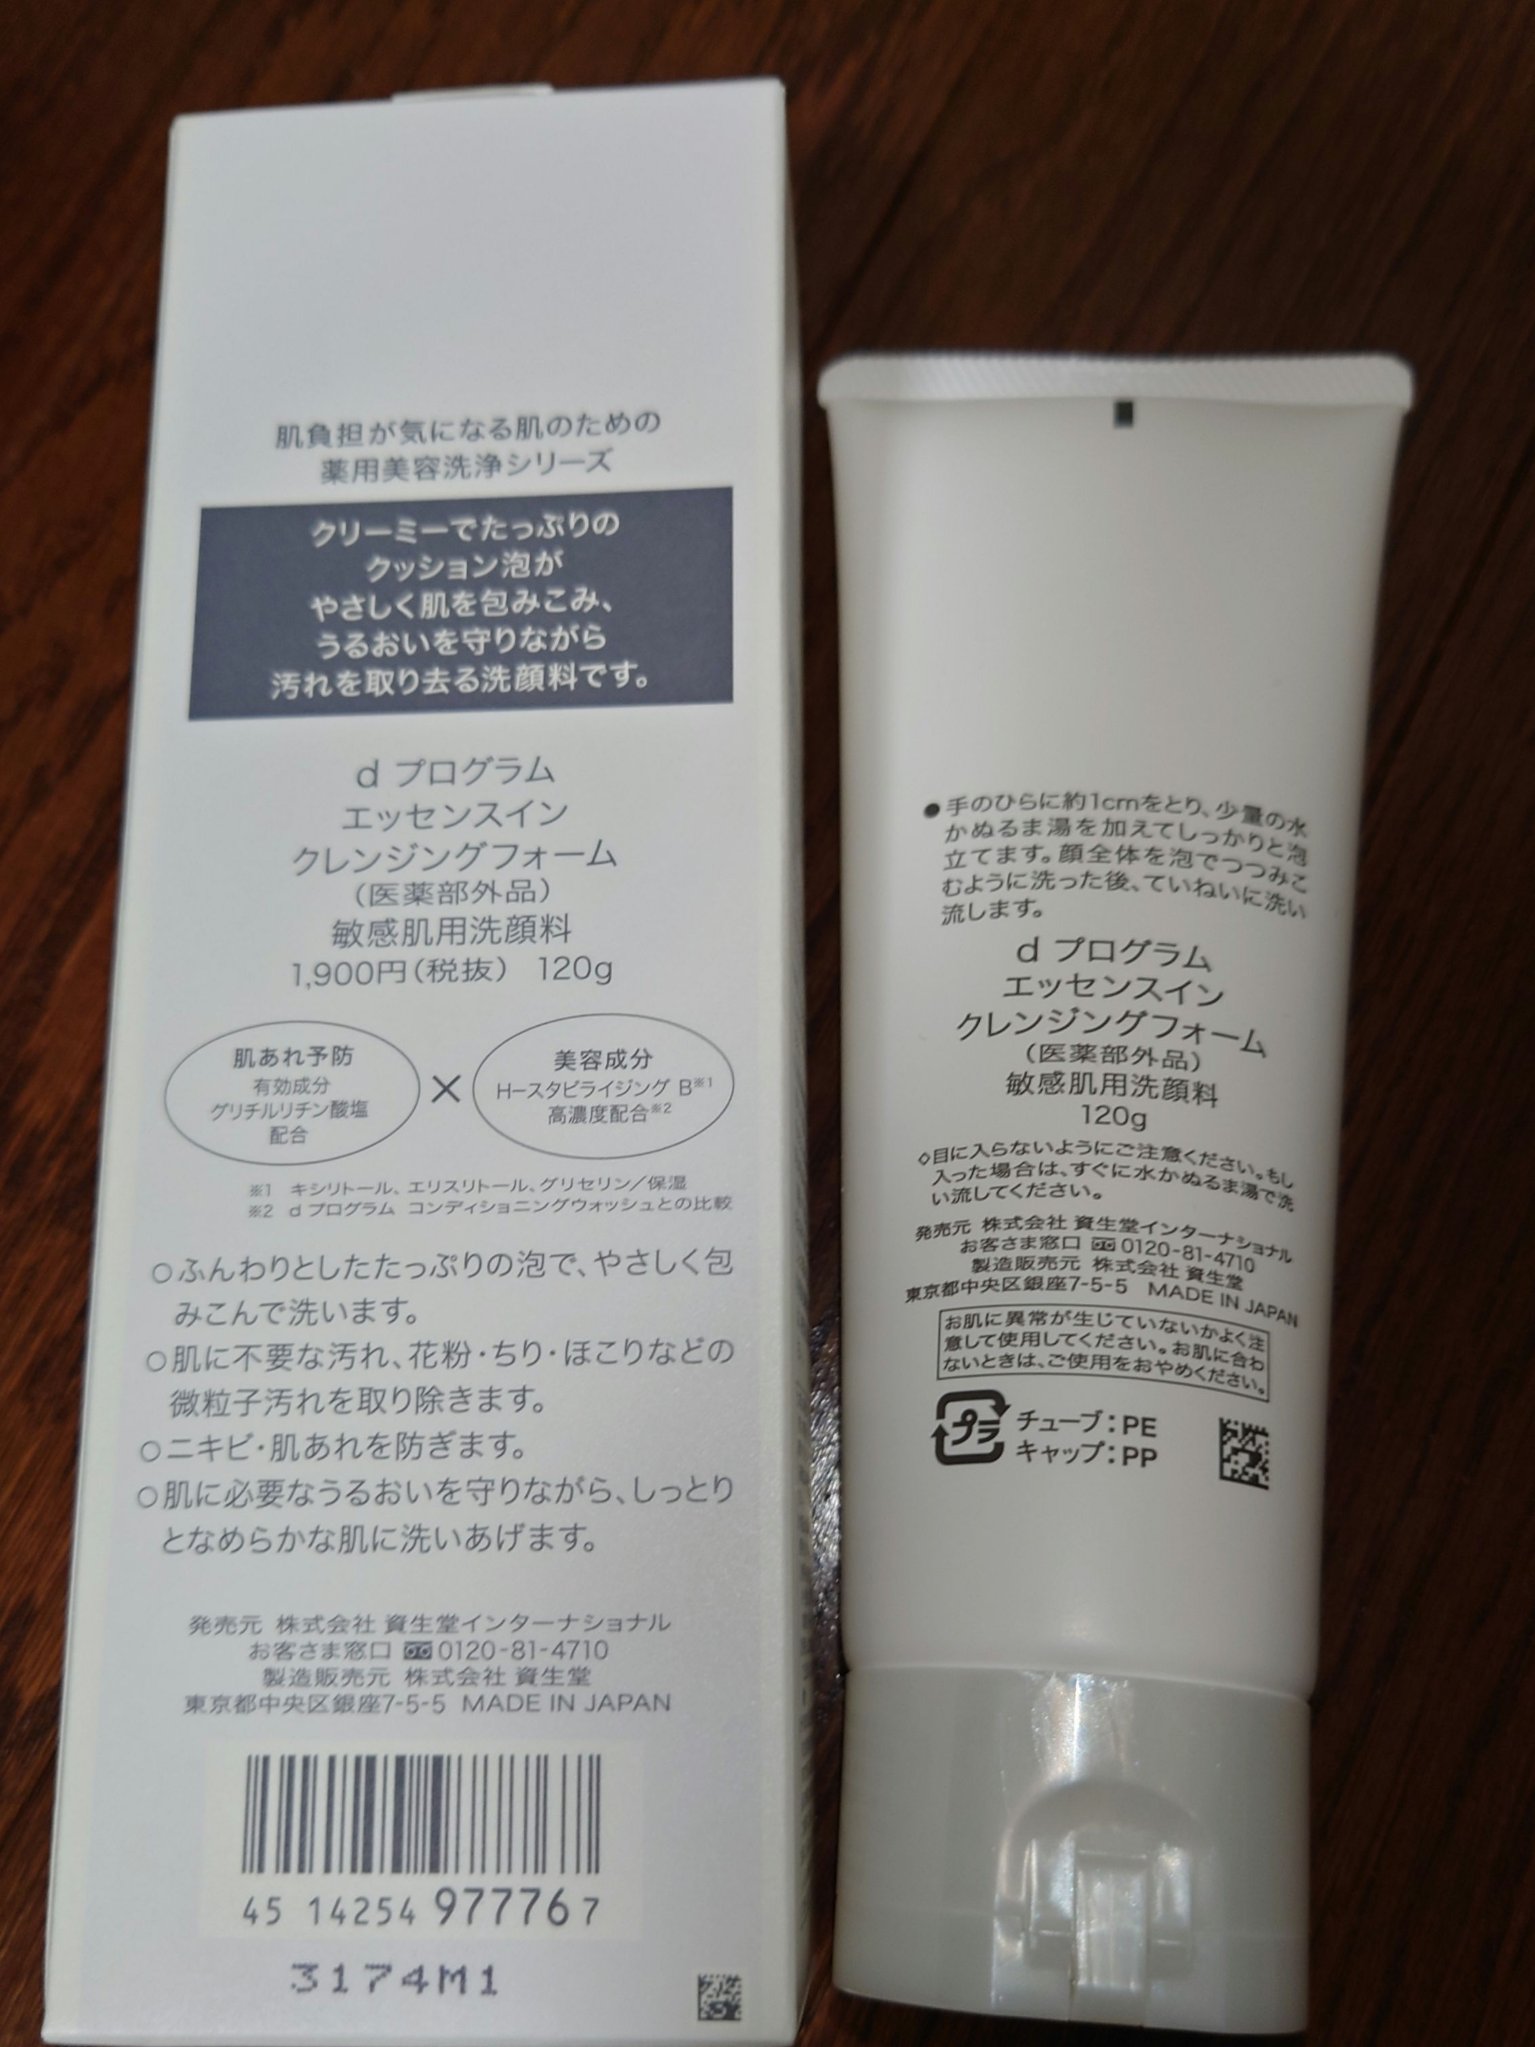 肌負担が気になる肌のための
薬用美容洗浄シリーズ
クリーミーでたっぷりの
クッション泡が
やさしく肌を包みこみ、
うるおいを守りながら
汚れを取り去る洗顔料です。
d プログラム
エッセンスイン
クレンジングフォーム
(医薬部外品)
敏感肌用洗顔料
1,900円(税抜) 120g
肌あれ予防
有効成分
グリチルリチン酸塩
配合
×
美容成分
H-スタビライジング B※1
高濃度配合※2
※1 キシリトール、エリスリトール、グリセリン/保湿
※2 d プログラム コンディショニングウォッシュとの比較
○ふんわりとしたたっぷりの泡で、やさしく包
みこんで洗います。
○肌に不要な汚れ、花粉・ちり・ほこりなどの
微粒子汚れを取り除きます。
○ニキビ・肌あれを防ぎます。
○肌に必要なうるおいを守りながら、しっとり
となめらかな肌に洗いあげます。
発売元 株式会社 資生堂インターナショナル
お客さま窓口 0120-81-4710
製造販売元 株式会社 資生堂
東京都中央区銀座7-5-5 MADE IN JAPAN
45 14254 97776 7
3174M1
●手のひらに約1cmをとり、少量の水
かぬるま湯を加えてしっかりと泡
立てます。顔全体を泡でつつみこ
むように洗った後、ていねいに洗い
流します。
d プログラム
エッセンスイン
クレンジングフォーム
(医薬部外品)
敏感肌用洗顔料
120g
◇目に入らないようにご注意ください。もし
入った場合は、すぐに水かぬるま湯で洗
い流してください。
発売元 株式会社 資生堂インターナショナル
お客さま窓口 0120-81-4710
製造販売元 株式会社 資生堂
東京都中央区銀座7-5-5 MADE IN JAPAN
お肌に異常が生じていないかよく注
意して使用してください。お肌に合わ
ないときは、ご使用をおやめください。
プラ チューブ:PE
キャップ:PP